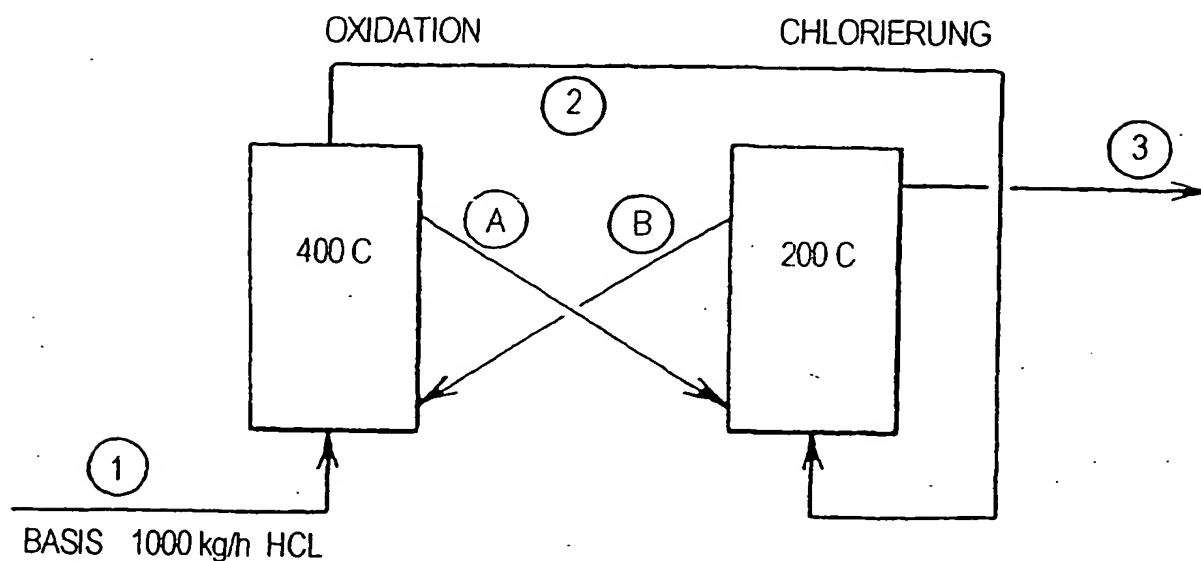 OXIDATION CHLORIERUNG
2
3
A B
400 C 200 C
1
BASIS 1000 kg/h HCL